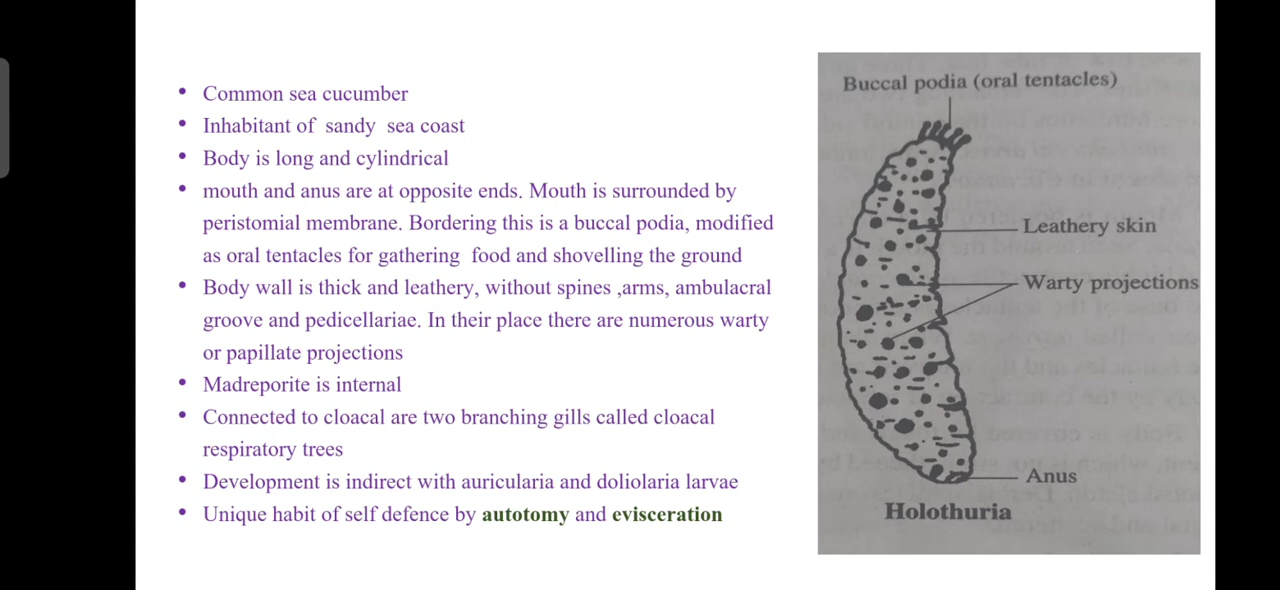 • Common sea cucumber
• Inhabitant of sandy sea coast
• Body is long and cylindrical
• mouth and anus are at opposite ends. Mouth is surrounded by
peristomial membrane. Bordering this is a buccal podia, modified
as oral tentacles for gathering food and shovelling the ground
• Body wall is thick and leathery, without spines ,arms, ambulacral
groove and pedicellariae. In their place there are numerous warty
or papillate projections
• Madreporite is internal
• Connected to cloacal are two branching gills called cloacal
respiratory trees
• Development is indirect with auricularia and doliolaria larvae
• Unique habit of self defence by autotomy and evisceration
Buccal podia (oral tentacles)
Leathery skin
Warty projections
Anus
Holothuria